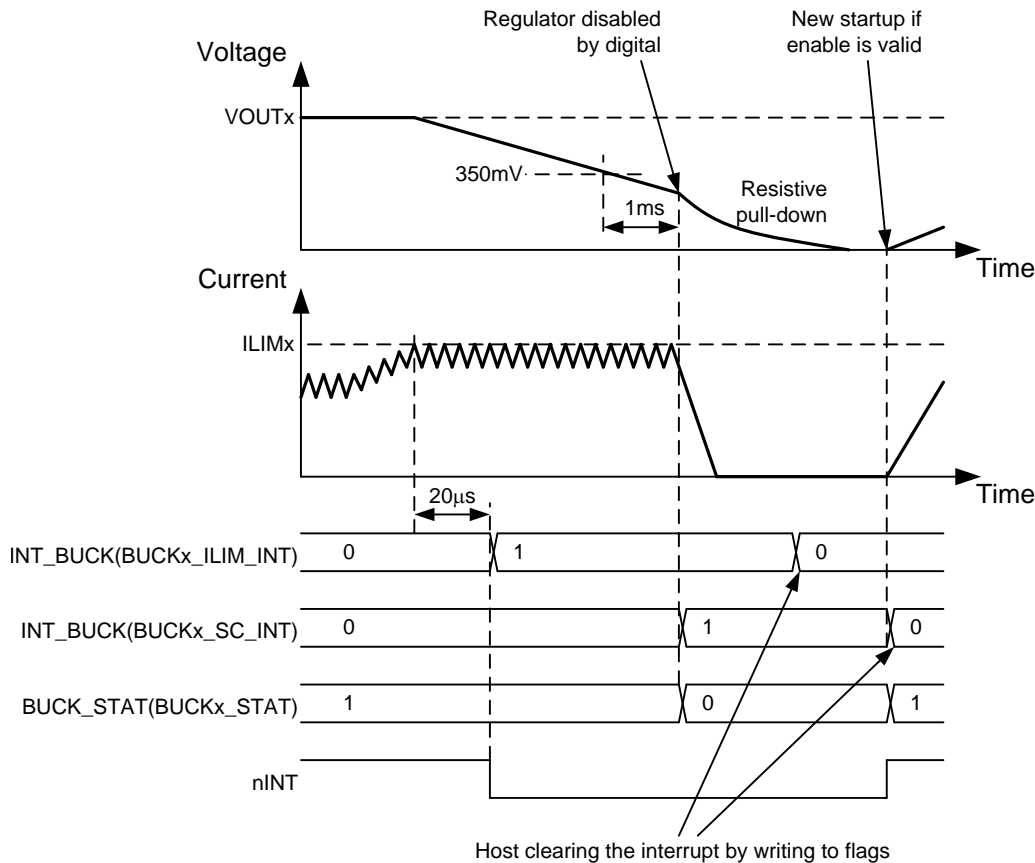 Regulator disabled
by digital
New startup if
enable is valid
Voltage
VOUTx
350mV
1ms
Resistive
pull-down
Time
Current
ILIMx
Time
20μs
INT_BUCK(BUCKx_ILIM_INT)
0
1
0
INT_BUCK(BUCKx_SC_INT)
0
1
0
BUCK_STAT(BUCKx_STAT)
1
0
1
nINT
Host clearing the interrupt by writing to flags